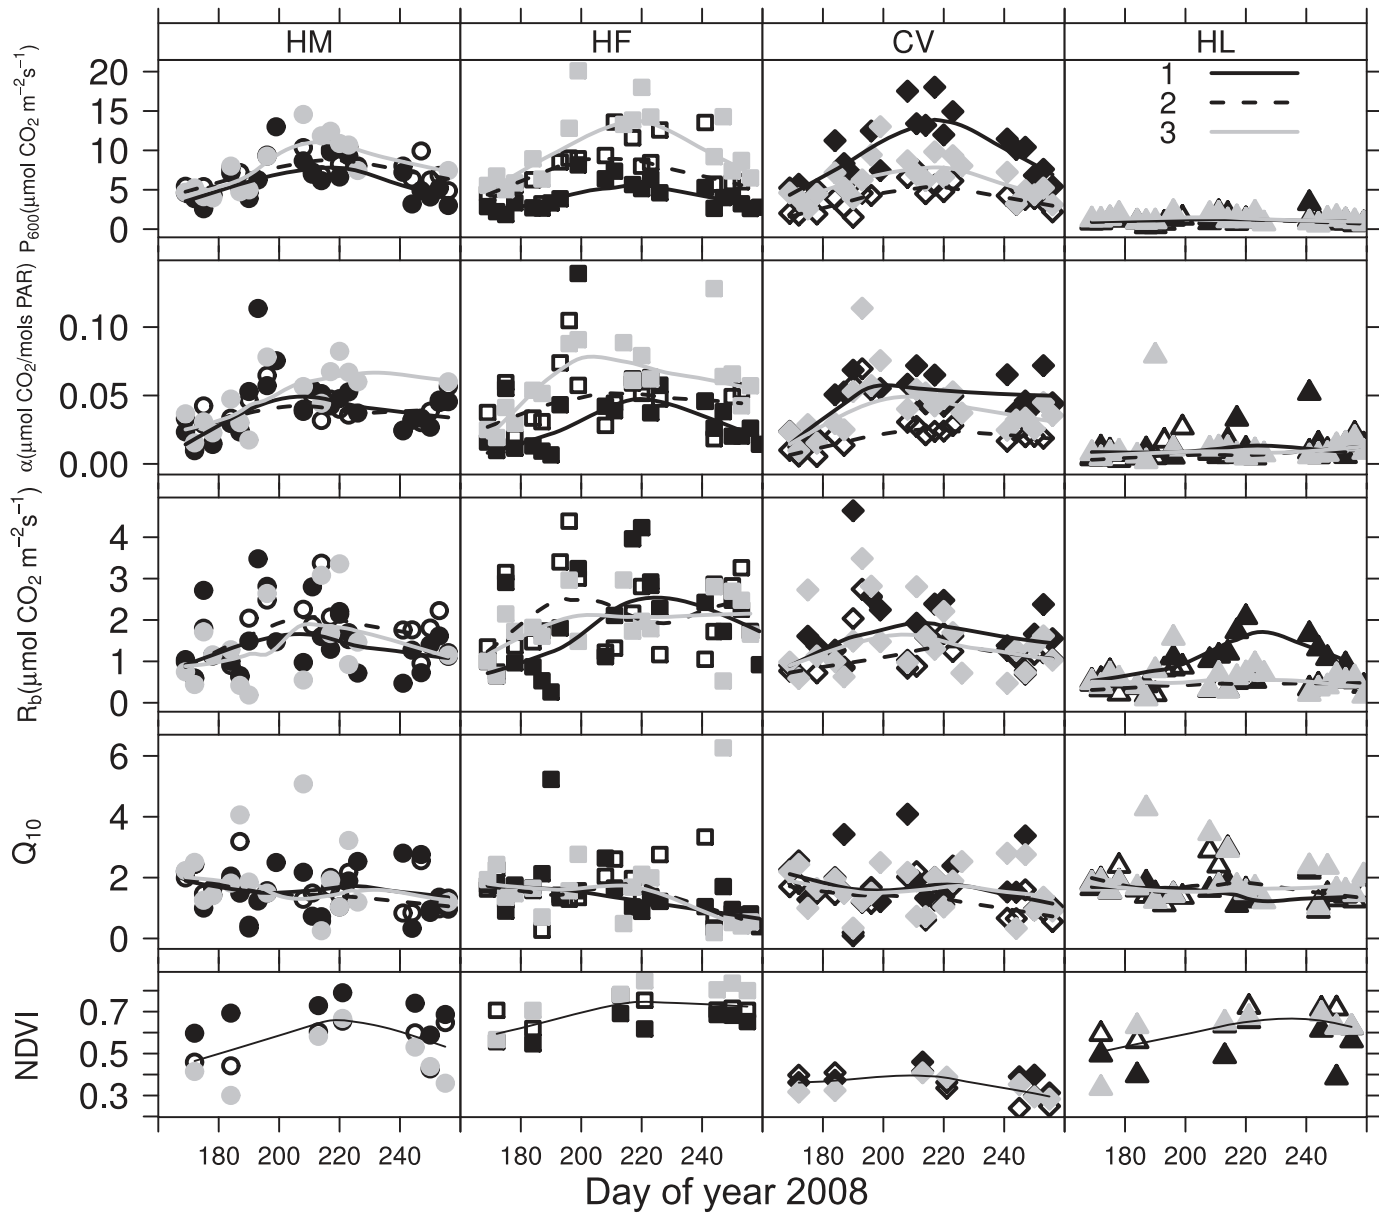 HM HF CV HL
P600(μmol CO2 m−2s−1)
20
15
10
5
0
1
2
3
α(μmol CO2/mols PAR)
0.10
0.05
0.00
Rb(μmol CO2 m−2s−1)
4
3
2
1
0
Q10
6
4
2
0
NDVI
0.7
0.5
0.3
180 200 220 240 180 200 220 240 180 200 220 240 180 200 220 240
Day of year 2008